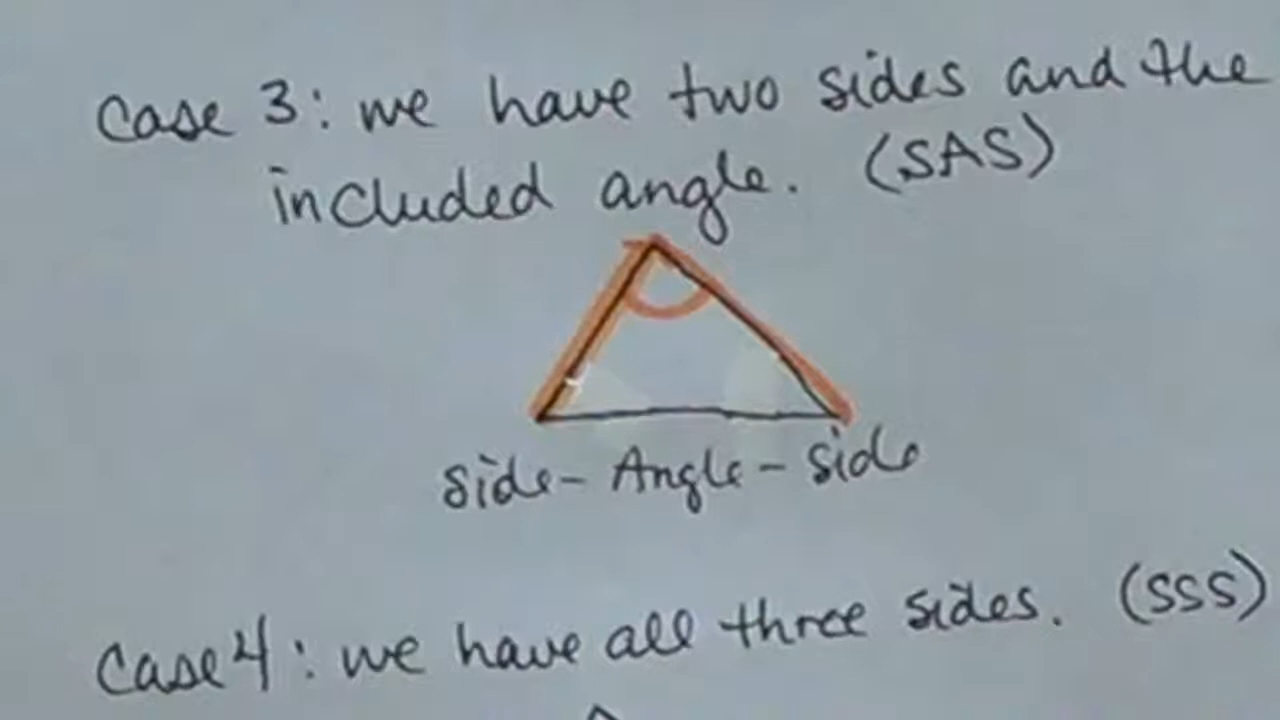 Case 3: we have two sides and the
included angle. (SAS)
Side-Angle-Side
Case 4: we have all three sides. (SSS)